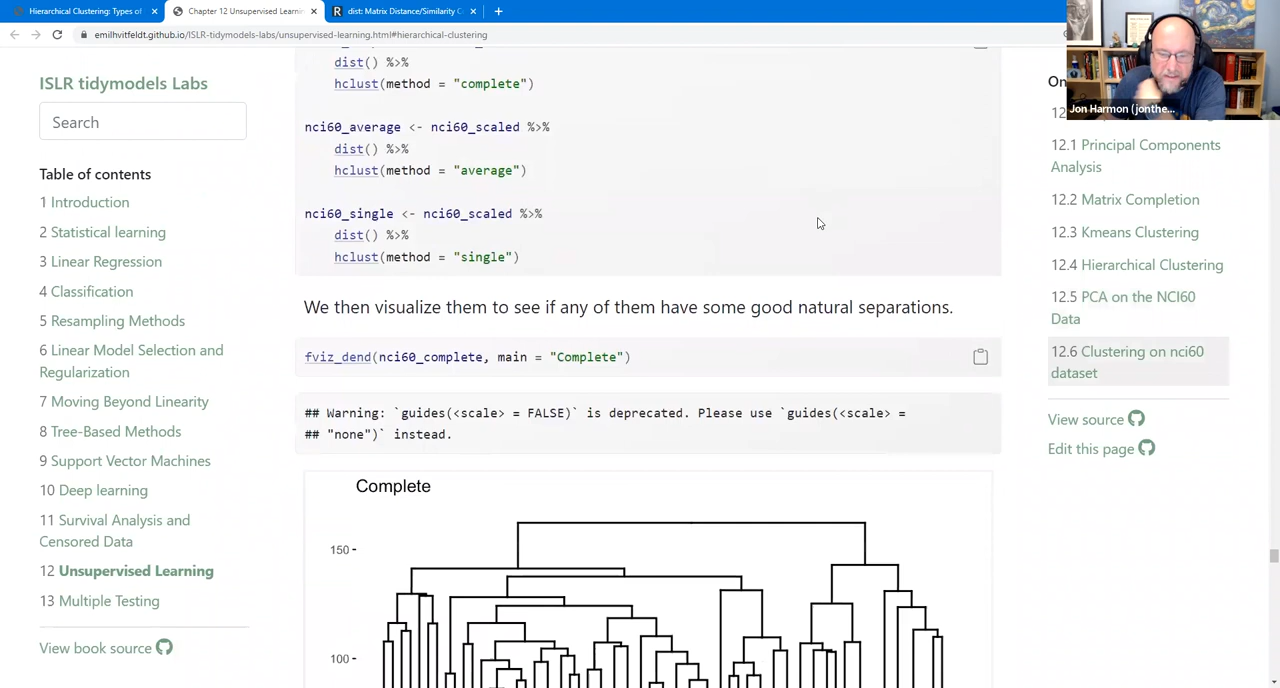 Hierarchical Clustering: Types of
Chapter 12 Unsupervised Learnin
dist: Matrix Distance/Similarity C
emilhvitfeldt.github.io/ISLR-tidymodels-labs/unsupervised-learning.html#hierarchical-clustering
Jon Harmon (jonthe...
ISLR tidymodels Labs
Search
Table of contents
1 Introduction
2 Statistical learning
3 Linear Regression
4 Classification
5 Resampling Methods
6 Linear Model Selection and
Regularization
7 Moving Beyond Linearity
8 Tree-Based Methods
9 Support Vector Machines
10 Deep learning
11 Survival Analysis and
Censored Data
12 Unsupervised Learning
13 Multiple Testing
View book source
dist() %>%
hclust(method = "complete")
nci60_average <- nci60_scaled %>%
dist() %>%
hclust(method = "average")
nci60_single <- nci60_scaled %>%
dist() %>%
hclust(method = "single")
We then visualize them to see if any of them have some good natural separations.
fviz_dend(nci60_complete, main = "Complete")
## Warning: `guides(<scale> = FALSE)` is deprecated. Please use `guides(<scale> =
## "none")` instead.
Complete
150
100
On
12
12.1 Principal Components
Analysis
12.2 Matrix Completion
12.3 Kmeans Clustering
12.4 Hierarchical Clustering
12.5 PCA on the NCI60
Data
12.6 Clustering on nci60
dataset
View source
Edit this page